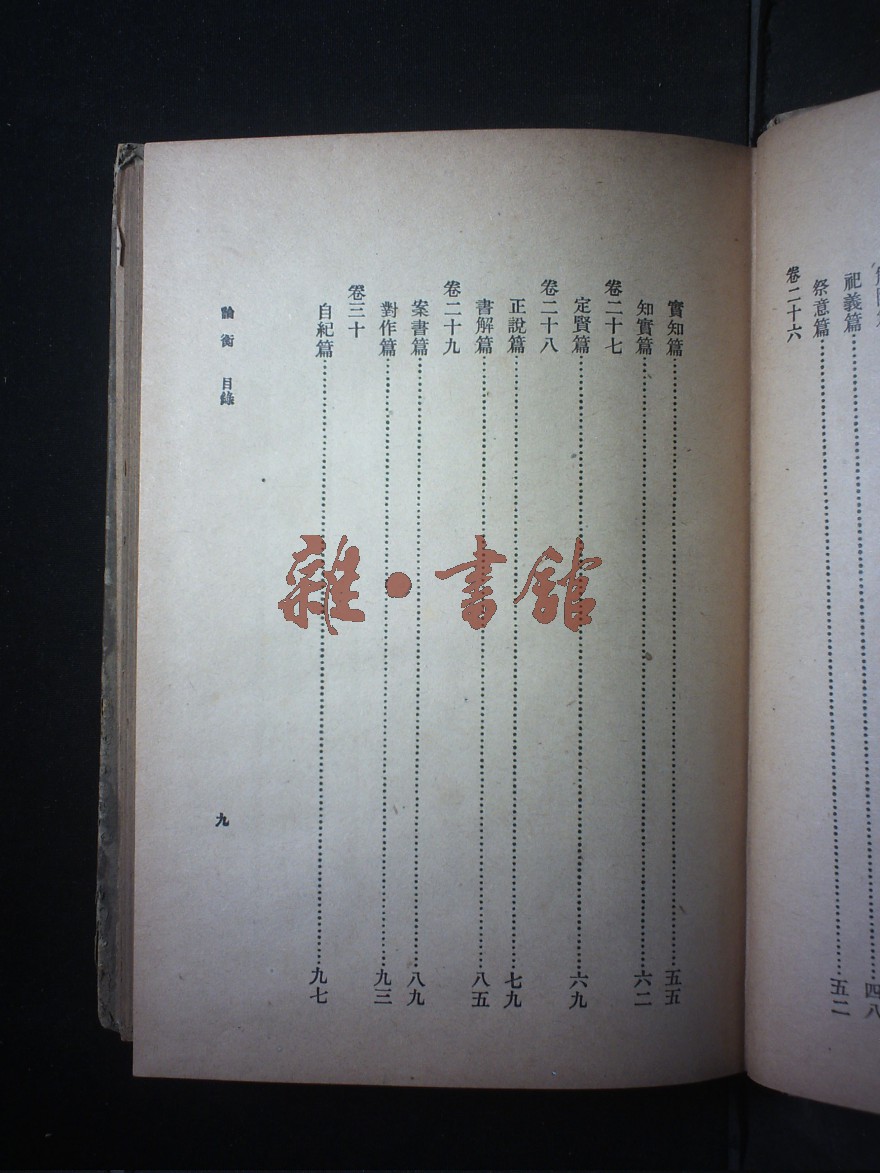 祀義篇……四八
祭意篇……五二
卷二十六
實知篇……五五
知實篇……六二
卷二十七
定賢篇……六九
卷二十八
正說篇……七九
書解篇……八五
卷二十九
案書篇……八九
對作篇……九三
卷三十
自紀篇……九七
論衡 目錄
九
雜·書館